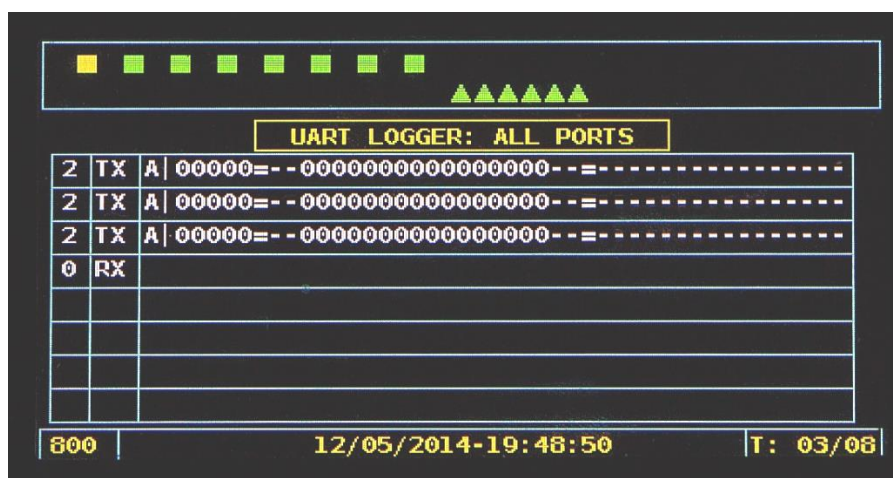 UART LOGGER: ALL PORTS
2 TX A|00000=--0000000000000000--=----------------
2 TX A|00000=--0000000000000000--=----------------
2 TX A|00000=--0000000000000000--=----------------
0 RX
800 12/05/2014-19:48:50 T: 03/08